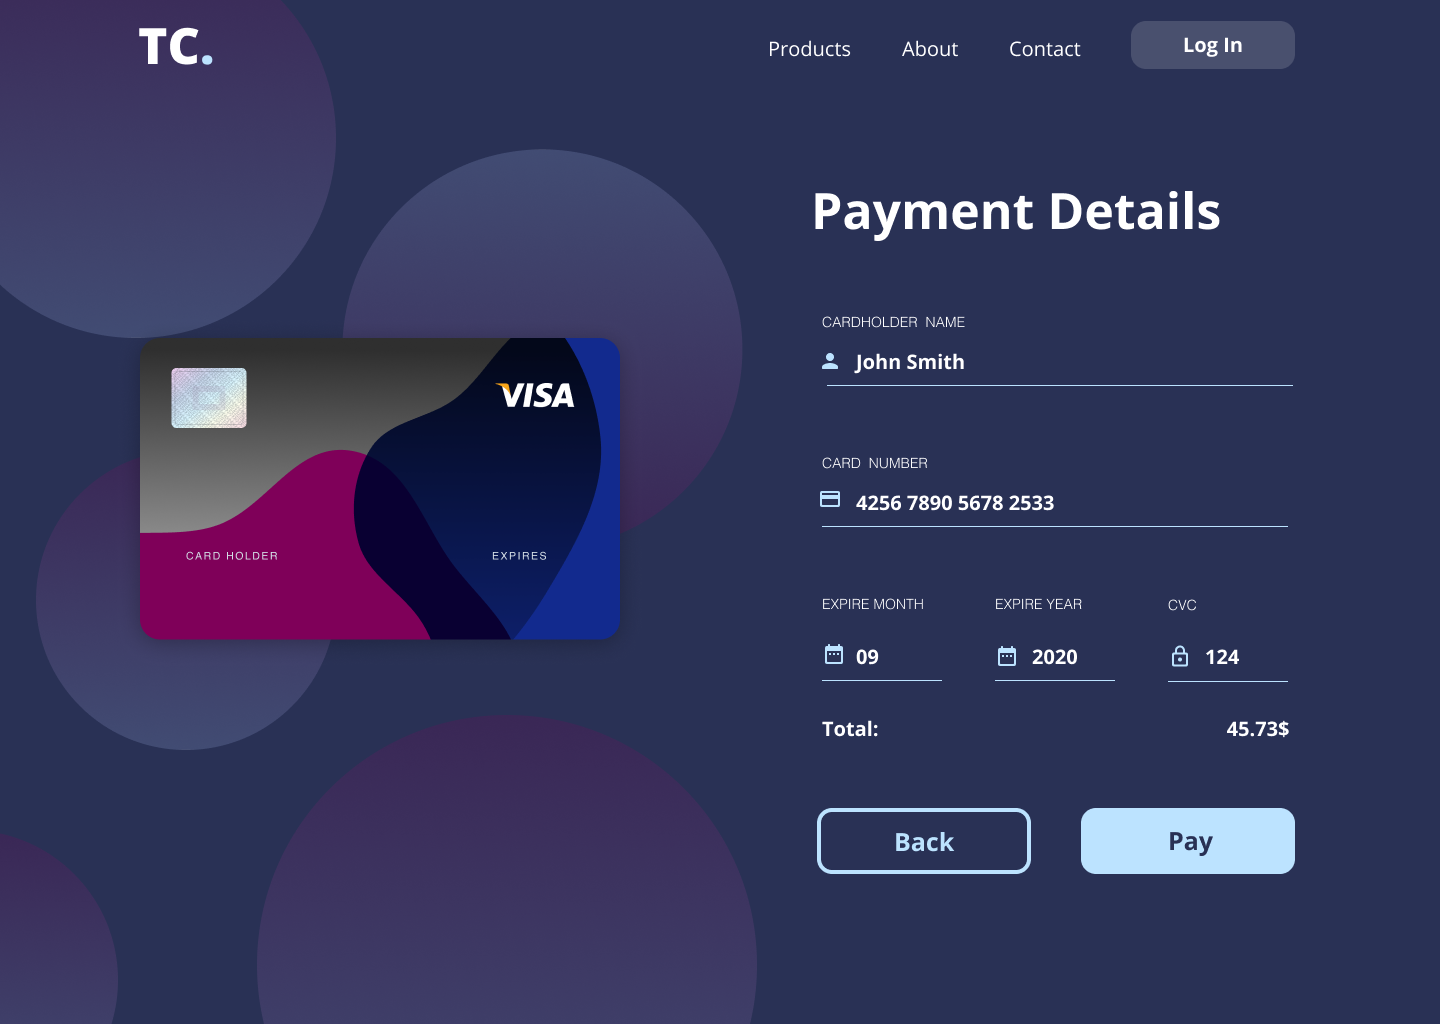 TC.
Products About Contact Log In
Payment Details
CARDHOLDER NAME
John Smith
CARD NUMBER
4256 7890 5678 2533
EXPIRE MONTH EXPIRE YEAR CVC
09 2020 124
Total: 45.73$
Back Pay
VISA
CARD HOLDER EXPIRES